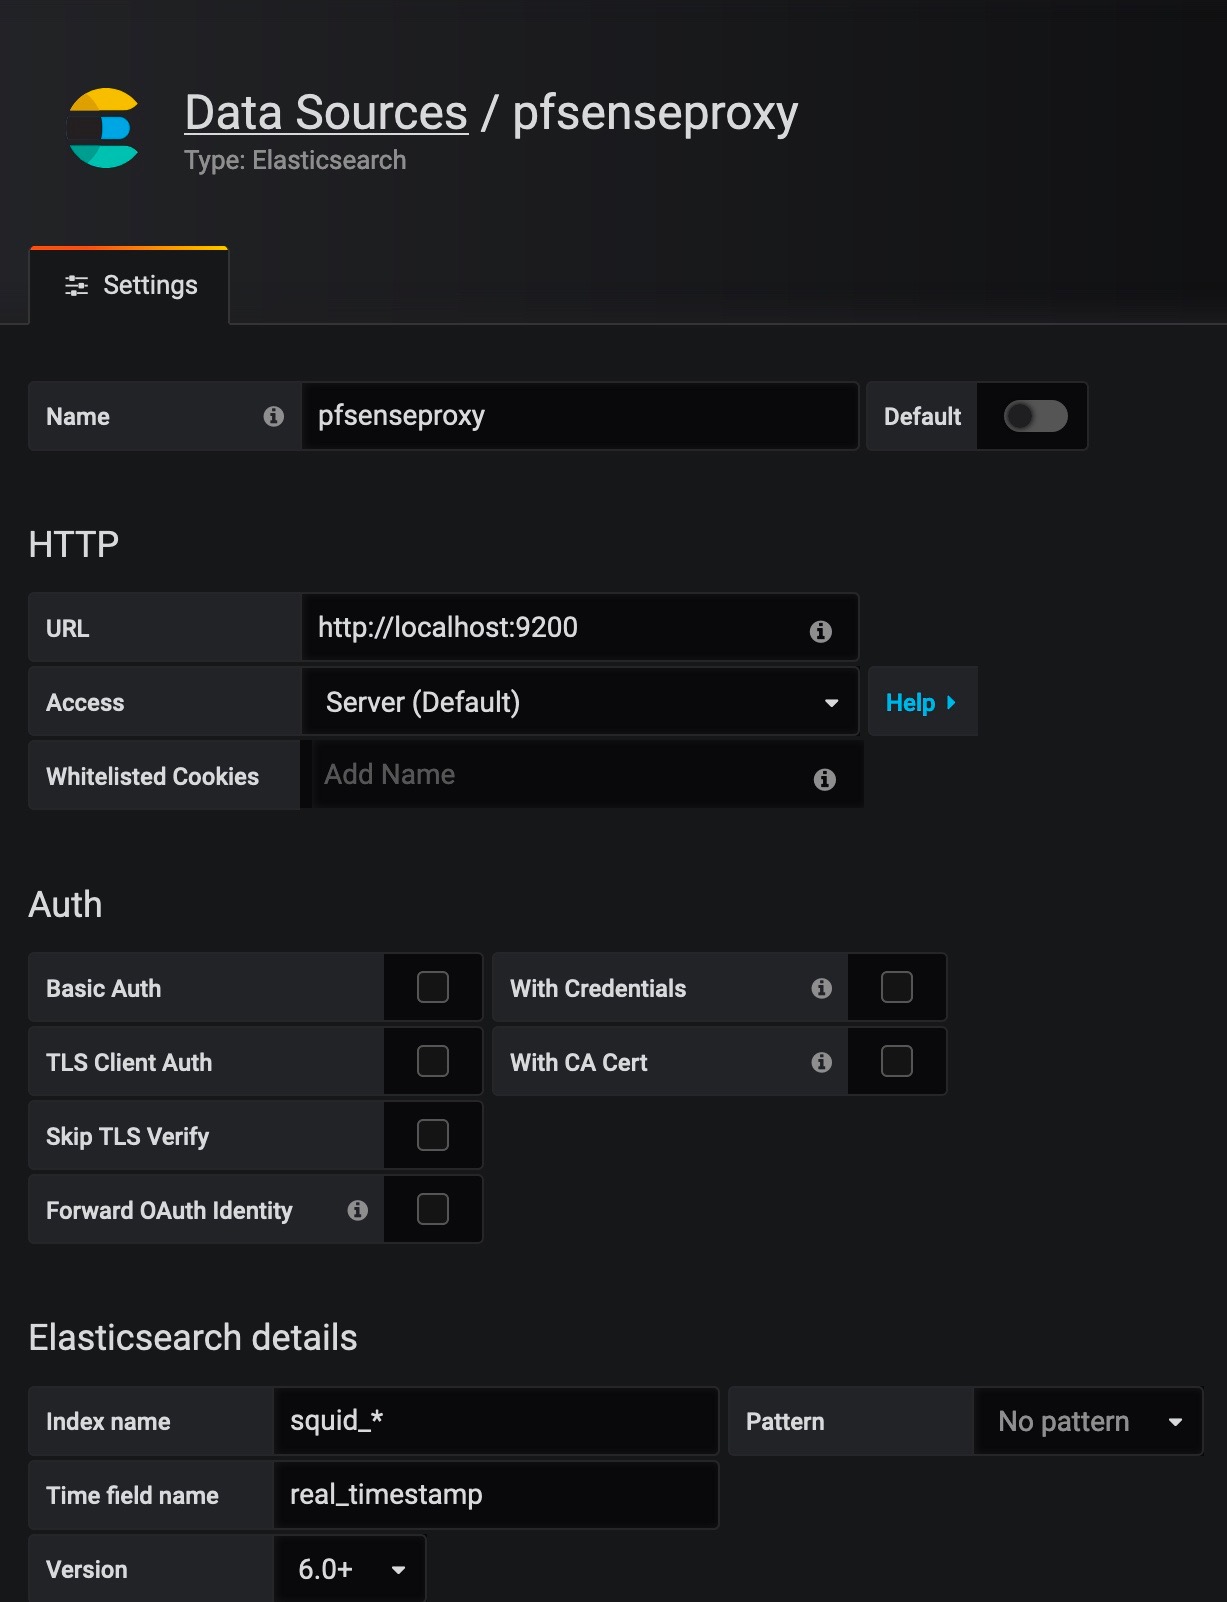 Data Sources / pfsenseproxy
Type: Elasticsearch
Settings
Name pfsenseproxy Default
HTTP
URL http://localhost:9200
Access Server (Default) Help
Whitelisted Cookies Add Name
Auth
Basic Auth With Credentials
TLS Client Auth With CA Cert
Skip TLS Verify
Forward OAuth Identity
Elasticsearch details
Index name squid_* Pattern No pattern
Time field name real_timestamp
Version 6.0+